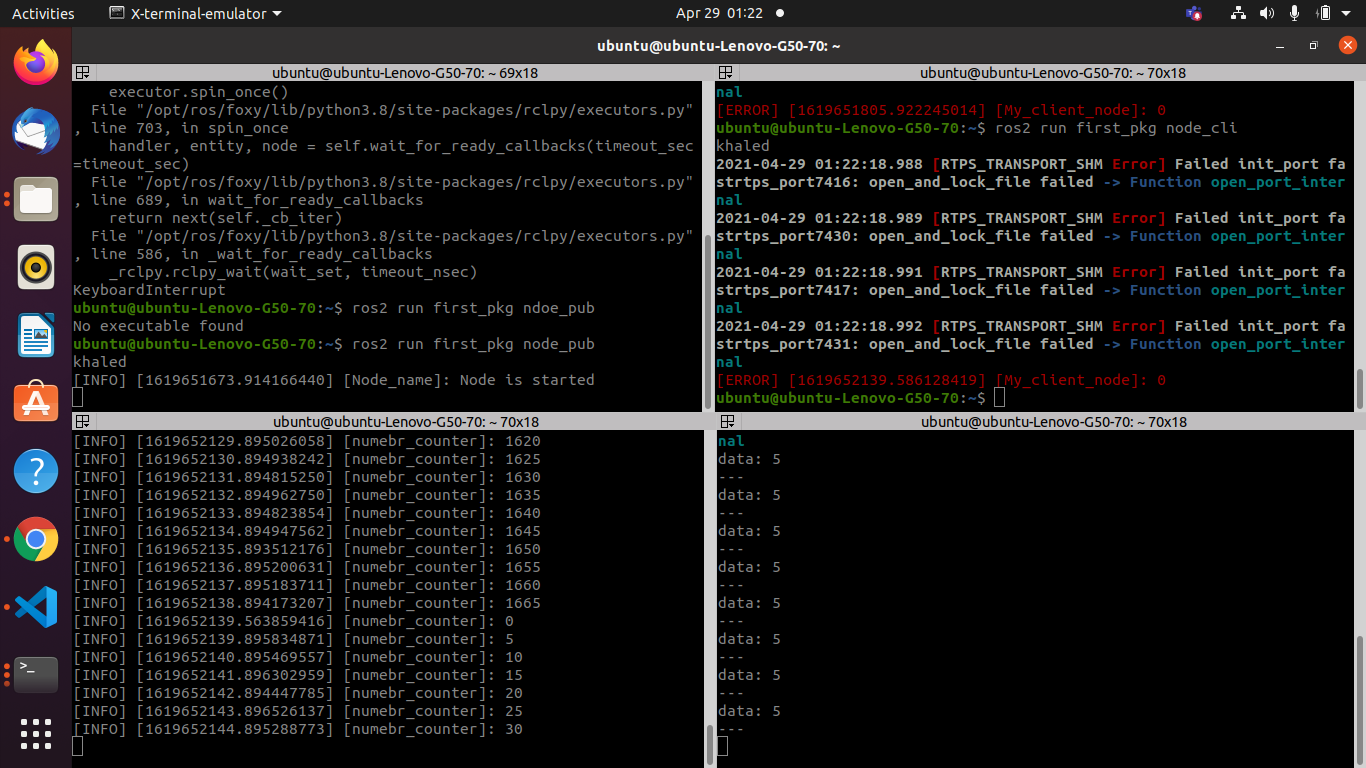 Activities
X-terminal-emulator
Apr 29 01:22
ubuntu@ubuntu-Lenovo-G50-70: ~
ubuntu@ubuntu-Lenovo-G50-70: ~ 69x18
executor.spin_once()
File "/opt/ros/foxy/lib/python3.8/site-packages/rclpy/executors.py"
, line 703, in spin_once
handler, entity, node = self.wait_for_ready_callbacks(timeout_sec
=timeout_sec)
File "/opt/ros/foxy/lib/python3.8/site-packages/rclpy/executors.py"
, line 689, in wait_for_ready_callbacks
return next(self._cb_iter)
File "/opt/ros/foxy/lib/python3.8/site-packages/rclpy/executors.py"
, line 586, in _wait_for_ready_callbacks
_rclpy.rclpy_wait(wait_set, timeout_nsec)
KeyboardInterrupt
ubuntu@ubuntu-Lenovo-G50-70:~$ ros2 run first_pkg ndoe_pub
No executable found
ubuntu@ubuntu-Lenovo-G50-70:~$ ros2 run first_pkg node_pub
khaled
[INFO] [1619651673.914166440] [Node_name]: Node is started
ubuntu@ubuntu-Lenovo-G50-70: ~ 70x18
nal
[ERROR] [1619651805.922245014] [My_client_node]: 0
ubuntu@ubuntu-Lenovo-G50-70:~$ ros2 run first_pkg node_cli
khaled
2021-04-29 01:22:18.988 [RTPS_TRANSPORT_SHM Error] Failed init_port fa
strtps_port7416: open_and_lock_file failed -> Function open_port_inter
nal
2021-04-29 01:22:18.989 [RTPS_TRANSPORT_SHM Error] Failed init_port fa
strtps_port7430: open_and_lock_file failed -> Function open_port_inter
nal
2021-04-29 01:22:18.991 [RTPS_TRANSPORT_SHM Error] Failed init_port fa
strtps_port7417: open_and_lock_file failed -> Function open_port_inter
nal
2021-04-29 01:22:18.992 [RTPS_TRANSPORT_SHM Error] Failed init_port fa
strtps_port7431: open_and_lock_file failed -> Function open_port_inter
nal
[ERROR] [1619652139.586128419] [My_client_node]: 0
ubuntu@ubuntu-Lenovo-G50-70:~$
ubuntu@ubuntu-Lenovo-G50-70: ~ 70x18
[INFO] [1619652129.895026058] [numebr_counter]: 1620
[INFO] [1619652130.894938242] [numebr_counter]: 1625
[INFO] [1619652131.894815250] [numebr_counter]: 1630
[INFO] [1619652132.894962750] [numebr_counter]: 1635
[INFO] [1619652133.894823854] [numebr_counter]: 1640
[INFO] [1619652134.894947562] [numebr_counter]: 1645
[INFO] [1619652135.893512176] [numebr_counter]: 1650
[INFO] [1619652136.895200631] [numebr_counter]: 1655
[INFO] [1619652137.895183711] [numebr_counter]: 1660
[INFO] [1619652138.894173207] [numebr_counter]: 1665
[INFO] [1619652139.563859416] [numebr_counter]: 0
[INFO] [1619652139.895834871] [numebr_counter]: 5
[INFO] [1619652140.895469557] [numebr_counter]: 10
[INFO] [1619652141.896302959] [numebr_counter]: 15
[INFO] [1619652142.894447785] [numebr_counter]: 20
[INFO] [1619652143.896526137] [numebr_counter]: 25
[INFO] [1619652144.895288773] [numebr_counter]: 30
ubuntu@ubuntu-Lenovo-G50-70: ~ 70x18
nal
data: 5
---
data: 5
---
data: 5
---
data: 5
---
data: 5
---
data: 5
---
data: 5
---
data: 5
---